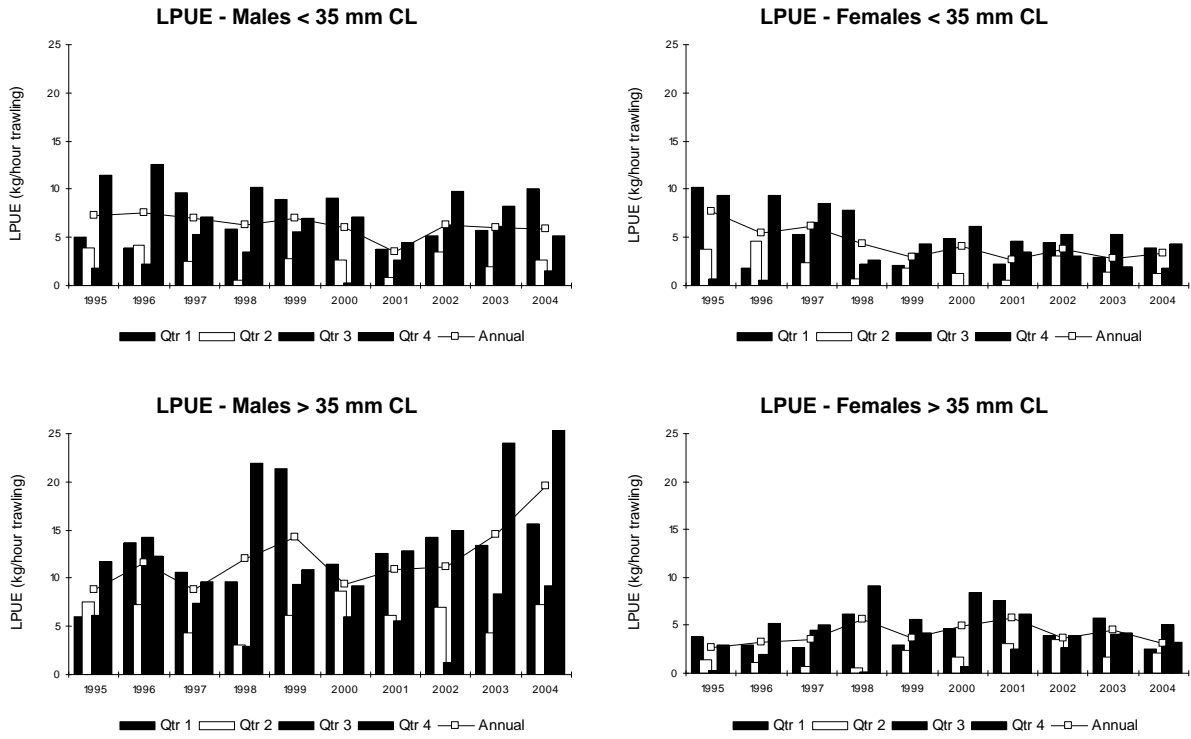 LPUE - Males < 35 mm CL
LPUE (kg/hour trawling)
25
20
15
10
5
0
1995 1996 1997 1998 1999 2000 2001 2002 2003 2004
Qtr 1 Qtr 2 Qtr 3 Qtr 4 Annual
LPUE - Females < 35 mm CL
LPUE (kg/hour trawling)
25
20
15
10
5
0
1995 1996 1997 1998 1999 2000 2001 2002 2003 2004
Qtr 1 Qtr 2 Qtr 3 Qtr 4 Annual
LPUE - Males > 35 mm CL
LPUE (kg/hour trawling)
25
20
15
10
5
0
1995 1996 1997 1998 1999 2000 2001 2002 2003 2004
Qtr 1 Qtr 2 Qtr 3 Qtr 4 Annual
LPUE - Females > 35 mm CL
LPUE (kg/hour trawling)
25
20
15
10
5
0
1995 1996 1997 1998 1999 2000 2001 2002 2003 2004
Qtr 1 Qtr 2 Qtr 3 Qtr 4 Annual